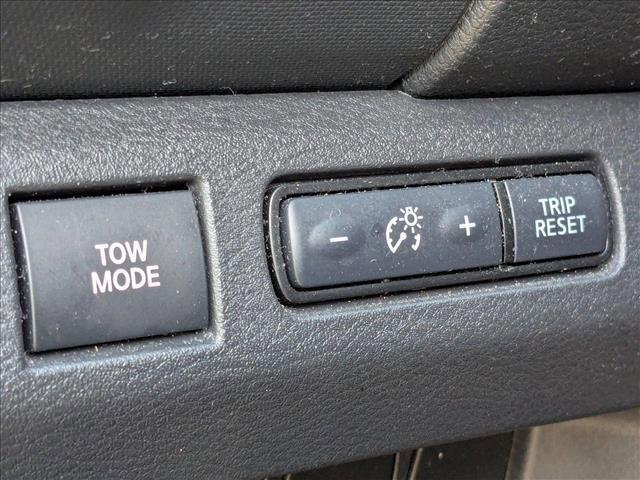 TOW
MODE
- +
TRIP
RESET